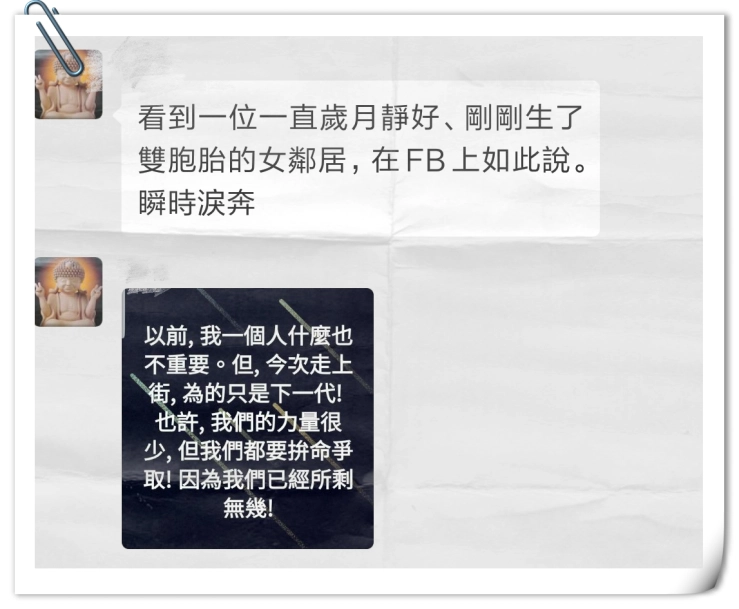 看到一位一直歲月靜好、剛剛生了
雙胞胎的女鄰居，在FB上如此說。
瞬時淚奔
以前, 我一個人什麼也
不重要。但, 今次走上
街, 為的只是下一代!
也許, 我們的力量很
少, 但我們都要拚命爭
取! 因為我們已經所剩
無幾!